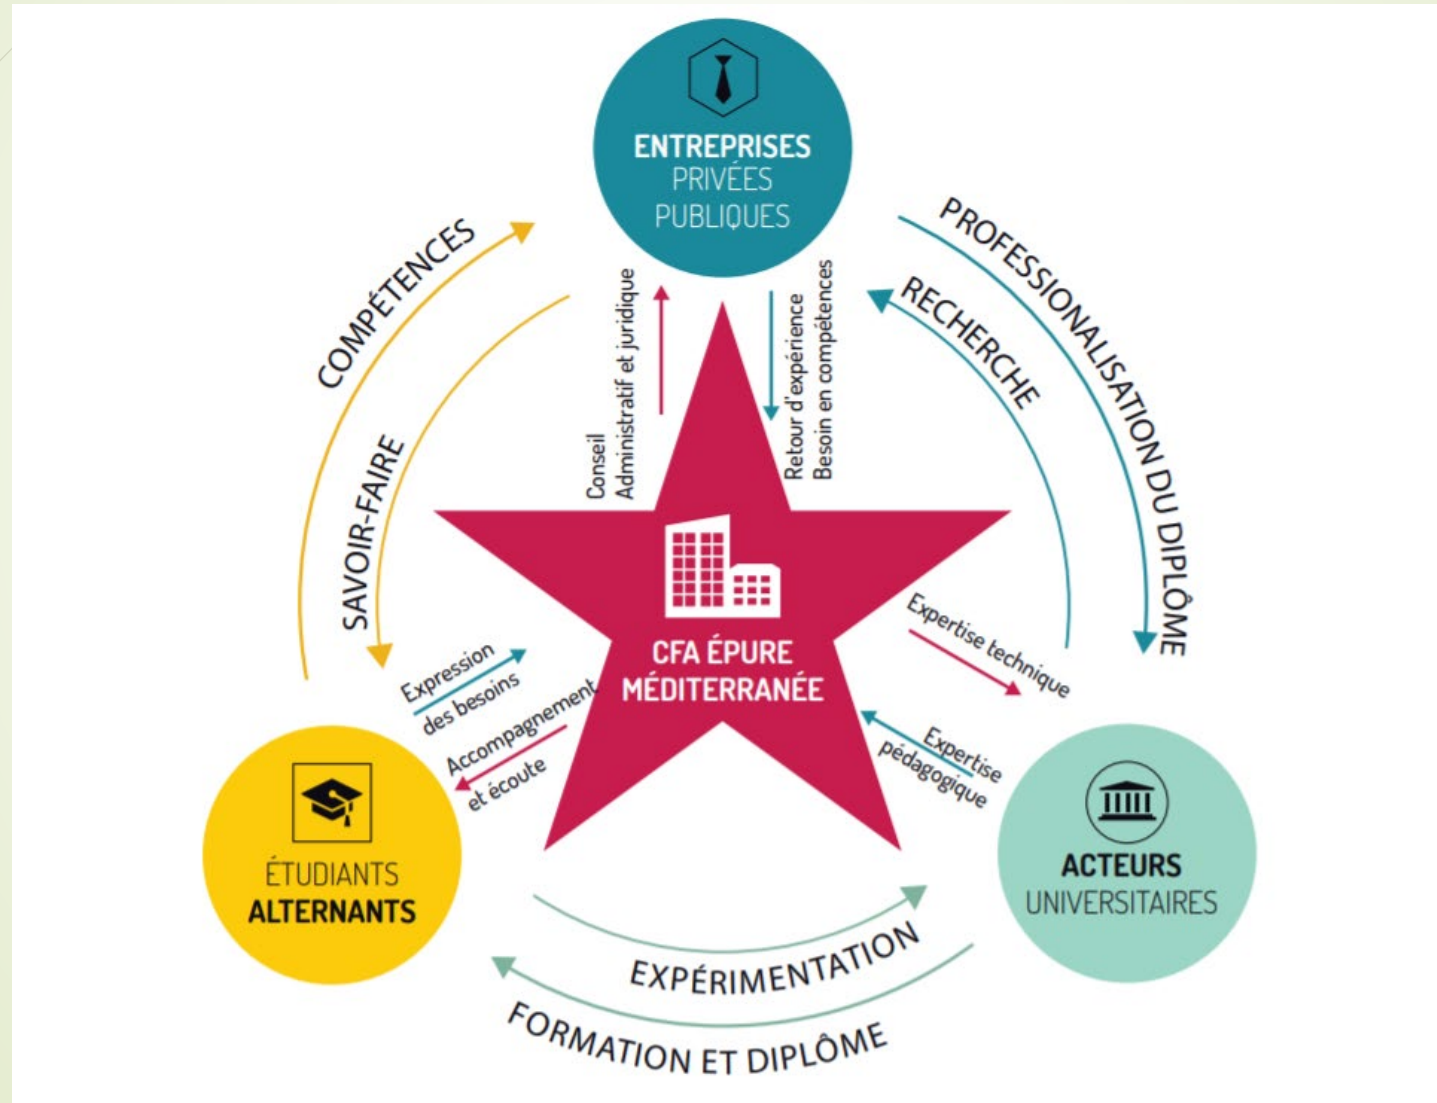 ENTREPRISES
PRIVÉES
PUBLIQUES
COMPÉTENCES
SAVOIR-FAIRE
PROFESSIONALISATION DU DIPLÔME
RECHERCHE
Conseil
Administratif et juridique
Retour d'expérience
Besoin en compétences
CFA ÉPURE
MÉDITERRANÉE
Expression
des besoins
Accompagnement
et écoute
Expertise technique
Expertise
pédagogique
ÉTUDIANTS
ALTERNANTS
ACTEURS
UNIVERSITAIRES
EXPÉRIMENTATION
FORMATION ET DIPLÔME